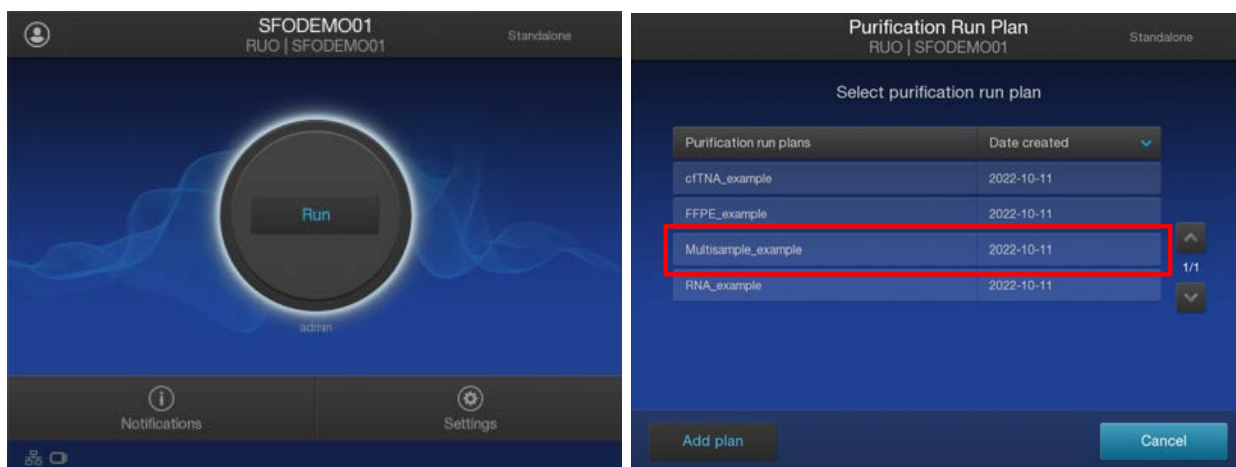 SFODEMO01
RUO | SFODEMO01
Standalone
Run
admin
Notifications
Settings
Purification Run Plan
RUO | SFODEMO01
Standalone
Select purification run plan
Purification run plans Date created
cfTNA_example 2022-10-11
FFPE_example 2022-10-11
Multisample_example 2022-10-11
1/1
RNA_example 2022-10-11
Add plan Cancel